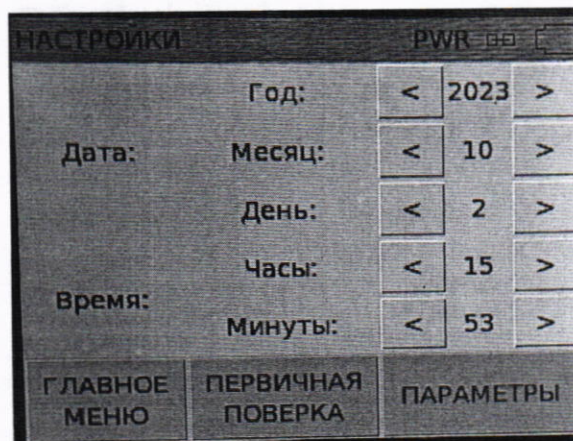 НАСТРОЙКИ PWR
Год: < 2023 >
Дата: Месяц: < 10 >
День: < 2 >
Часы: < 15 >
Время:
Минуты: < 53 >
ГЛАВНОЕ МЕНЮ
ПЕРВИЧНАЯ ПОВЕРКА
ПАРАМЕТРЫ